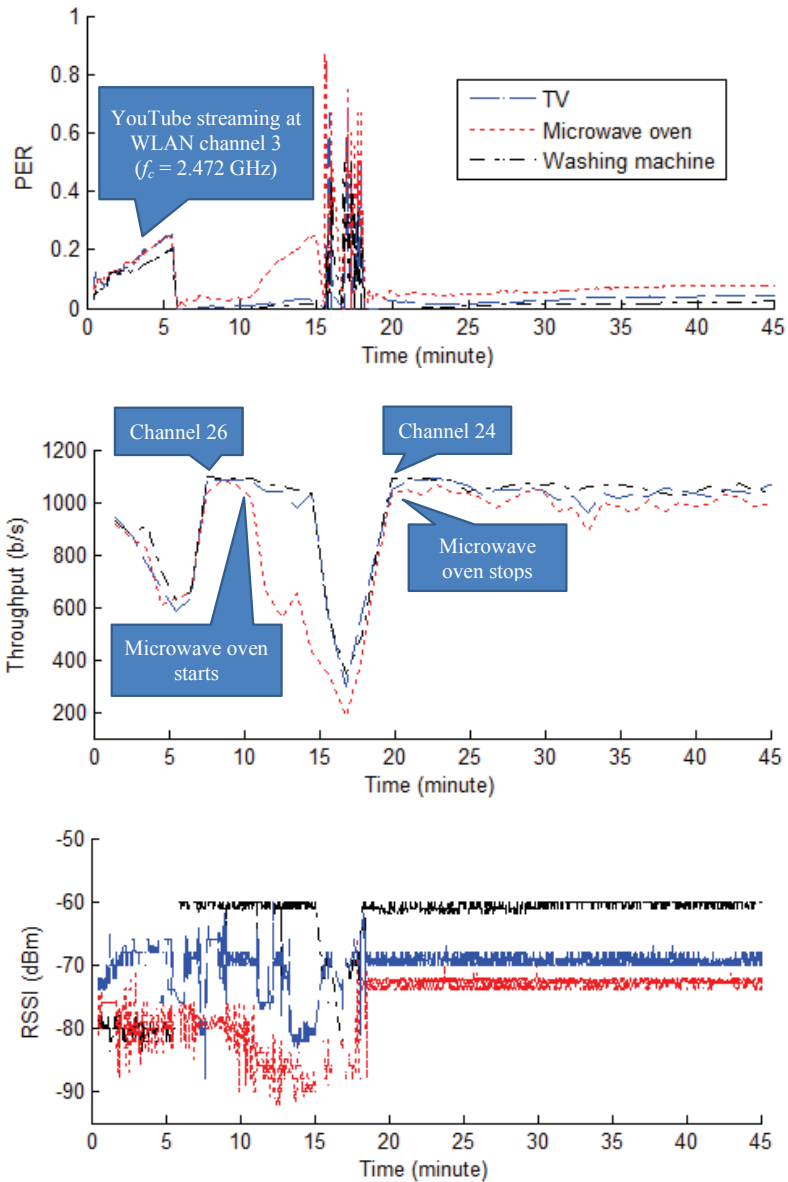 1
0.8
0.6
0.4
0.2
0
PER
YouTube streaming at
WLAN channel 3
(fc = 2.472 GHz)
TV
Microwave oven
Washing machine
0 5 10 15 20 25 30 35 40 45
Time (minute)
Channel 26
Channel 24
1200
1000
800
600
400
200
Throughput (b/s)
Microwave oven
starts
Microwave
oven stops
0 5 10 15 20 25 30 35 40 45
Time (minute)
-50
-60
-70
-80
-90
RSSI (dBm)
0 5 10 15 20 25 30 35 40 45
Time (minute)